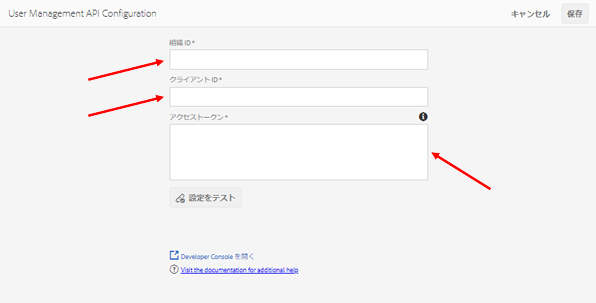 User Management API Configuration
キャンセル
保存
組織 ID *
クライアント ID *
アクセストークン *
設定をテスト
Developer Console を開く
Visit the documentation for additional help